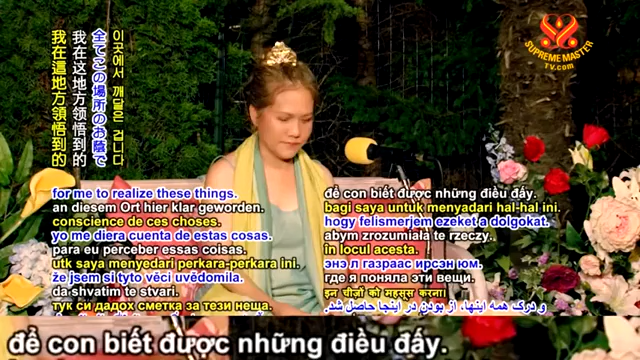 SUPREME MASTER
TV.com
이곳에서 깨달은 겁니다
全てこの場所のお蔭で
我在这地方领悟到的
我在這地方領悟到的
for me to realize these things.
an diesem Ort hier klar geworden.
conscience de ces choses.
yo me diera cuenta de estas cosas.
para eu perceber essas coisas.
utk saya menyedari perkara-perkara ini.
že jsem si tyto věci uvědomila.
da shvatim te stvari.
тук си дадох сметка за тези неща.
để con biết được những điều đấy.
bagi saya untuk menyadari hal-hal ini.
hogy felismerjem ezeket a dolgokat.
abym zrozumiała te rzeczy.
în locul acesta.
энэ л газраас ирсэн юм.
где я поняла эти вещи.
इन चीज़ों को महसूस करना।
و درک همه اینها، از بودن در اینجا حاصل شد.
để con biết được những điều đấy.